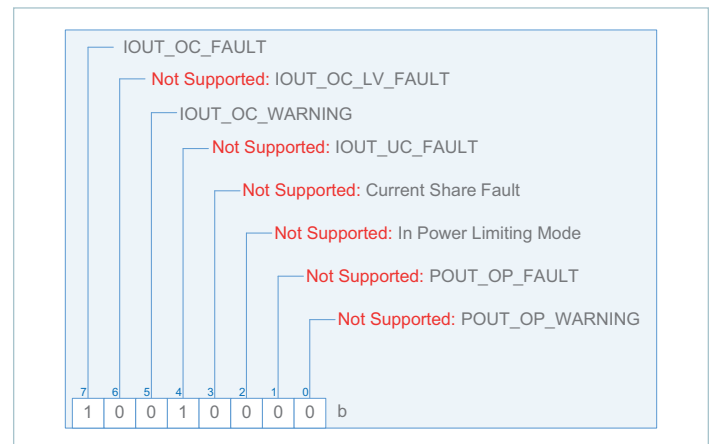 IOUT_OC_FAULT
Not Supported: IOUT_OC_LV_FAULT
IOUT_OC_WARNING
Not Supported: IOUT_UC_FAULT
Not Supported: Current Share Fault
Not Supported: In Power Limiting Mode
Not Supported: POUT_OP_FAULT
Not Supported: POUT_OP_WARNING
7 6 5 4 3 2 1 0
1 0 0 1 0 0 0 0 b